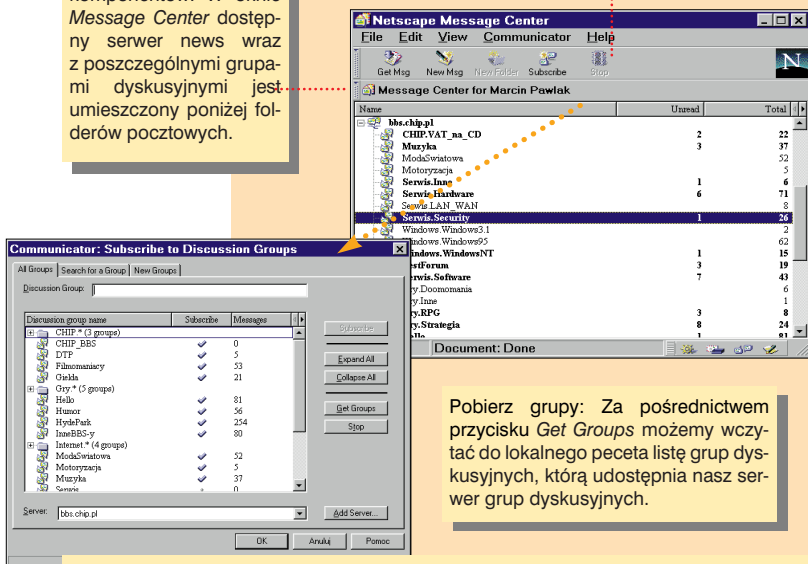 komponentów. W oknie
Message Center dostęp-
ny serwer news wraz
z poszczególnymi grupa-
mi dyskusyjnymi jest
umieszczony poniżej fol-
derów pocztowych.
Netscape Message Center
File Edit View Communicator Help
Get Msg New Msg New Folder Subscribe Stop
N
Message Center for Marcin Pawlak
Name Unread Total
bbs.chip.pl
CHIP.VAT_na_CD 2 22
Muzyka 3 37
ModaSwiatowa 52
Motoryzacja 5
Serwis.Inne 1 6
Serwis.Hardware 6 71
Serwis.LAN_WAN 8
Serwis.Security 1 26
Windows.Windows3.1 2
Windows.Windows95 62
Windows.WindowsNT 1 15
estForum 3 19
erwis.Software 7 43
ry.Doomomania 6
ry.Inne 1
ry.RPG 3 8
ry.Strategia 8 24
ello 1 81
Document: Done
Communicator: Subscribe to Discussion Groups
All Groups Search for a Group New Groups
Discussion Group:
Discussion group name Subscribe Messages
CHIP.* (3 groups)
CHIP_BBS 0
DTP 5
Filmomaniacy 53
Gielda 21
Gry.* (5 groups)
Hello 81
Humor 56
HydePark 254
InneBBS-y 80
Internet.* (4 groups)
ModaSwiatowa 52
Motoryzacja 5
Muzyka 37
Serwis 0
Subscribe
Expand All
Collapse All
Get Groups
Stop
Server: bbs.chip.pl Add Server...
OK Anuluj Pomoc
Pobierz grupy: Za pośrednictwem
przycisku Get Groups możemy wczy-
tać do lokalnego peceta listę grup dys-
kusyjnych, którą udostępnia nasz ser-
wer grup dyskusyjnych.